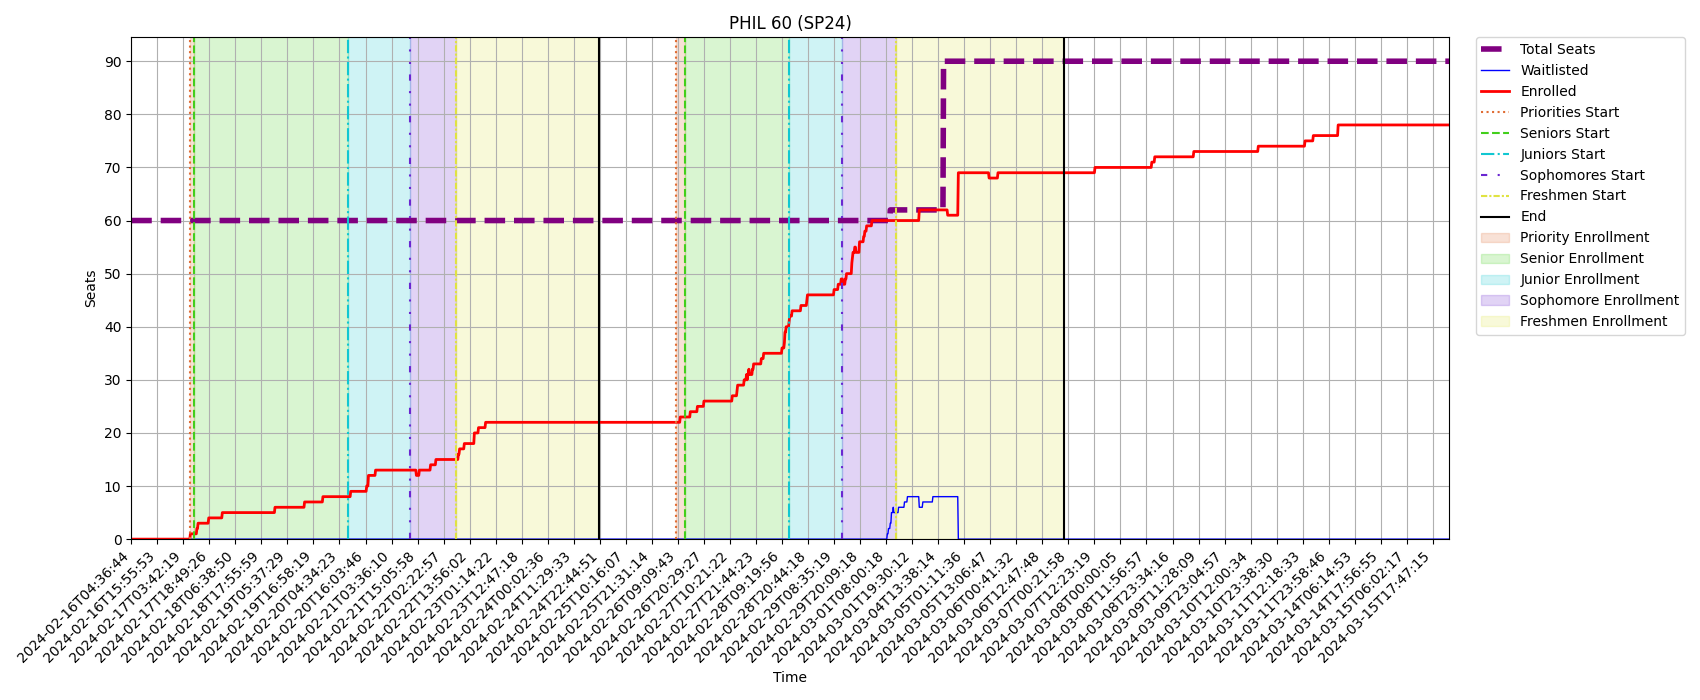 PHIL 60 (SP24)
Seats
90
80
70
60
50
40
30
20
10
0
2024-02-16T04:36:44
2024-02-16T15:55:53
2024-02-17T03:42:19
2024-02-17T18:49:26
2024-02-18T06:38:50
2024-02-18T17:55:59
2024-02-19T05:37:29
2024-02-19T16:58:19
2024-02-20T04:34:23
2024-02-20T16:03:46
2024-02-21T03:36:10
2024-02-21T15:05:58
2024-02-22T02:22:57
2024-02-22T13:56:02
2024-02-23T01:14:22
2024-02-23T12:47:18
2024-02-24T00:02:36
2024-02-24T11:29:33
2024-02-24T22:44:51
2024-02-25T10:16:07
2024-02-25T21:31:14
2024-02-26T09:09:43
2024-02-26T20:29:27
2024-02-27T10:21:22
2024-02-27T21:44:23
2024-02-28T09:19:56
2024-02-28T20:44:18
2024-02-29T08:35:19
2024-02-29T20:09:18
2024-03-01T08:00:18
2024-03-01T19:30:12
2024-03-04T13:38:14
2024-03-05T01:11:36
2024-03-05T13:06:47
2024-03-06T00:41:32
2024-03-06T12:47:48
2024-03-07T00:21:58
2024-03-07T12:23:19
2024-03-08T00:00:05
2024-03-08T11:56:57
2024-03-08T23:34:16
2024-03-09T11:28:09
2024-03-09T23:04:57
2024-03-10T12:00:34
2024-03-10T23:38:30
2024-03-11T12:18:33
2024-03-11T23:58:46
2024-03-14T06:14:53
2024-03-14T17:56:55
2024-03-15T06:02:17
2024-03-15T17:47:15
Time
Total Seats
Waitlisted
Enrolled
Priorities Start
Seniors Start
Juniors Start
Sophomores Start
Freshmen Start
End
Priority Enrollment
Senior Enrollment
Junior Enrollment
Sophomore Enrollment
Freshmen Enrollment